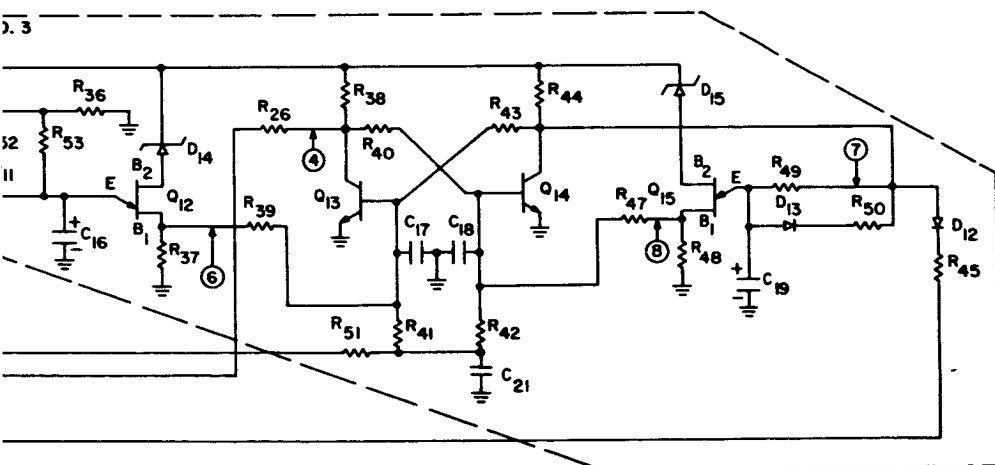 . 3
R36
R53
52
11
D14
B2
E
Q12
B1
C16
R37
6
R39
R26
4
R38
R40
Q13
C17
C18
R43
R44
Q14
R51
R41
R42
C21
D15
B2
Q15
E
B1
R47
8
R48
R49
7
D13
R50
C19
D12
R45
+
-
+
-